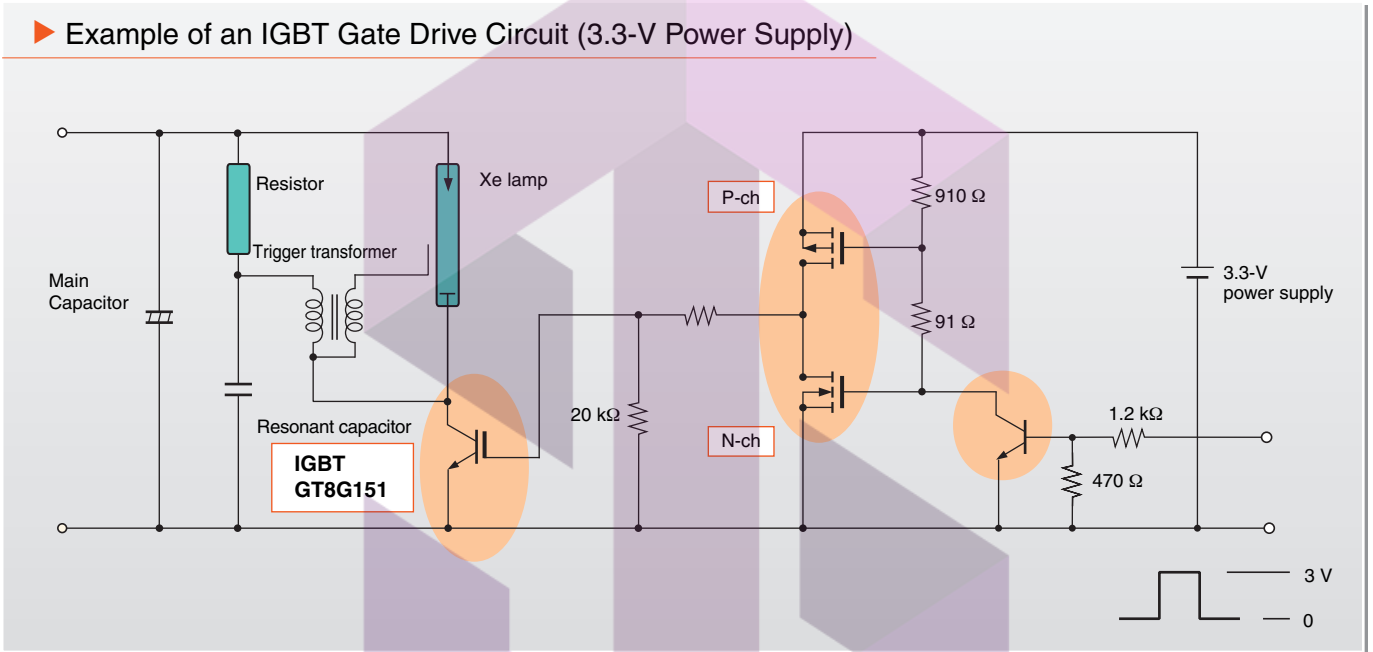 Example of an IGBT Gate Drive Circuit (3.3-V Power Supply)
Resistor
Xe lamp
P-ch
910 Ω
Trigger transformer
Main
Capacitor
3.3-V
power supply
91 Ω
20 kΩ
1.2 kΩ
Resonant capacitor
N-ch
IGBT
GT8G151
470 Ω
3 V
0